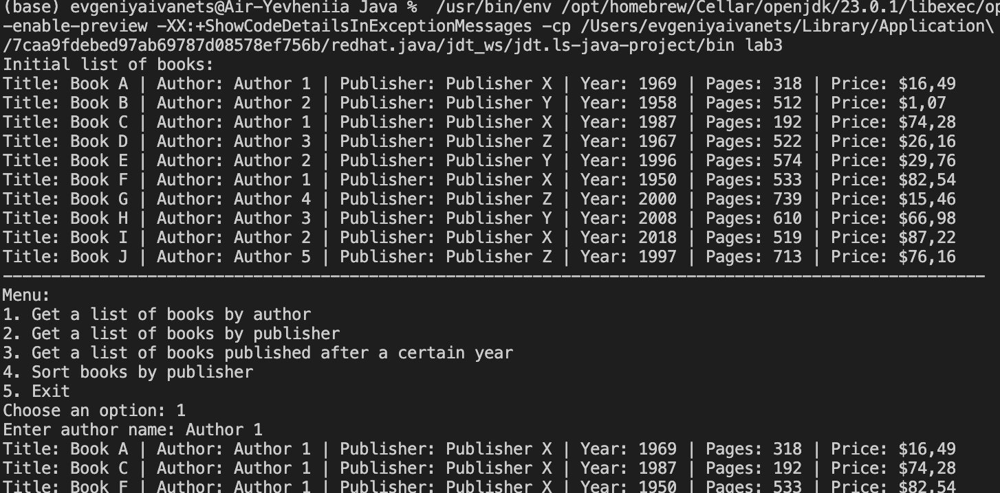 (base) evgeniyaivanets@Air-Yevheniia Java %  /usr/bin/env /opt/homebrew/Cellar/openjdk/23.0.1/libexec/op
-enable-preview -XX:+ShowCodeDetailsInExceptionMessages -cp /Users/evgeniyaivanets/Library/Application\
/7caa9fdebed97ab69787d08578ef756b/redhat.java/jdt_ws/jdt.ls-java-project/bin lab3
Initial list of books:
Title: Book A | Author: Author 1 | Publisher: Publisher X | Year: 1969 | Pages: 318 | Price: $16,49
Title: Book B | Author: Author 2 | Publisher: Publisher Y | Year: 1958 | Pages: 512 | Price: $1,07
Title: Book C | Author: Author 1 | Publisher: Publisher X | Year: 1987 | Pages: 192 | Price: $74,28
Title: Book D | Author: Author 3 | Publisher: Publisher Z | Year: 1967 | Pages: 522 | Price: $26,16
Title: Book E | Author: Author 2 | Publisher: Publisher Y | Year: 1996 | Pages: 574 | Price: $29,76
Title: Book F | Author: Author 1 | Publisher: Publisher X | Year: 1950 | Pages: 533 | Price: $82,54
Title: Book G | Author: Author 4 | Publisher: Publisher Z | Year: 2000 | Pages: 739 | Price: $15,46
Title: Book H | Author: Author 3 | Publisher: Publisher Y | Year: 2008 | Pages: 610 | Price: $66,98
Title: Book I | Author: Author 2 | Publisher: Publisher X | Year: 2018 | Pages: 519 | Price: $87,22
Title: Book J | Author: Author 5 | Publisher: Publisher Z | Year: 1997 | Pages: 713 | Price: $76,16
------------------------------------------------------------------------------------------------------
Menu:
1. Get a list of books by author
2. Get a list of books by publisher
3. Get a list of books published after a certain year
4. Sort books by publisher
5. Exit
Choose an option: 1
Enter author name: Author 1
Title: Book A | Author: Author 1 | Publisher: Publisher X | Year: 1969 | Pages: 318 | Price: $16,49
Title: Book C | Author: Author 1 | Publisher: Publisher X | Year: 1987 | Pages: 192 | Price: $74,28
Title: Book F | Author: Author 1 | Publisher: Publisher X | Year: 1950 | Pages: 533 | Price: $82,54